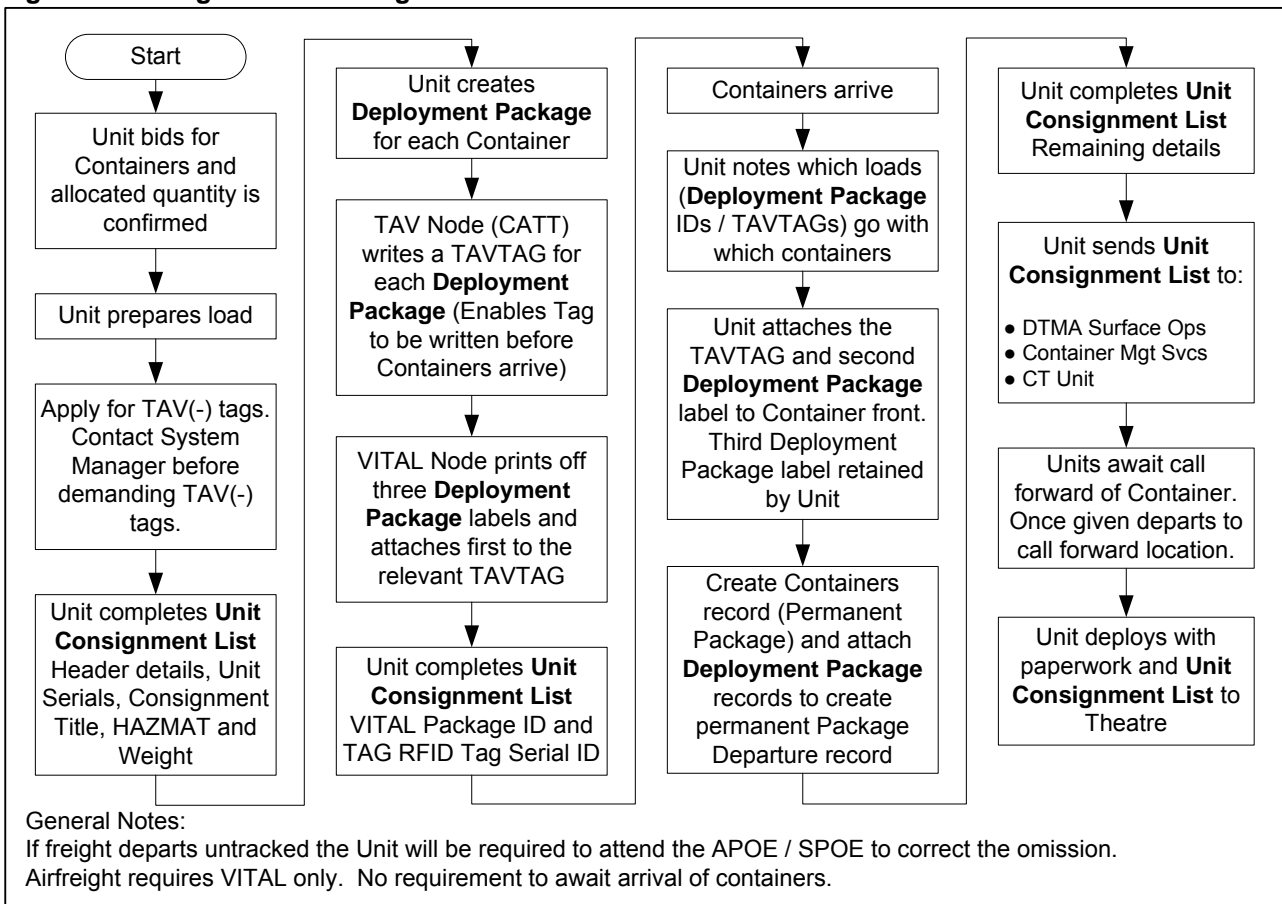 Start
Unit bids for
Containers and
allocated quantity is
confirmed
Unit prepares load
Apply for TAV(-) tags.
Contact System
Manager before
demanding TAV(-)
tags.
Unit completes Unit
Consignment List
Header details, Unit
Serials, Consignment
Title, HAZMAT and
Weight
Unit creates
Deployment Package
for each Container
TAV Node (CATT)
writes a TAVTAG for
each Deployment
Package (Enables Tag
to be written before
Containers arrive)
VITAL Node prints off
three Deployment
Package labels and
attaches first to the
relevant TAVTAG
Unit completes Unit
Consignment List
VITAL Package ID and
TAG RFID Tag Serial ID
Containers arrive
Unit notes which loads
(Deployment Package
IDs / TAVTAGs) go with
which containers
Unit attaches the
TAVTAG and second
Deployment Package
label to Container front.
Third Deployment
Package label retained
by Unit
Create Containers
record (Permanent
Package) and attach
Deployment Package
records to create
permanent Package
Departure record
Unit completes Unit
Consignment List
Remaining details
Unit sends Unit
Consignment List to:
● DTMA Surface Ops
● Container Mgt Svcs
● CT Unit
Units await call
forward of Container.
Once given departs to
call forward location.
Unit deploys with
paperwork and Unit
Consignment List to
Theatre
General Notes:
If freight departs untracked the Unit will be required to attend the APOE / SPOE to correct the omission.
Airfreight requires VITAL only.  No requirement to await arrival of containers.